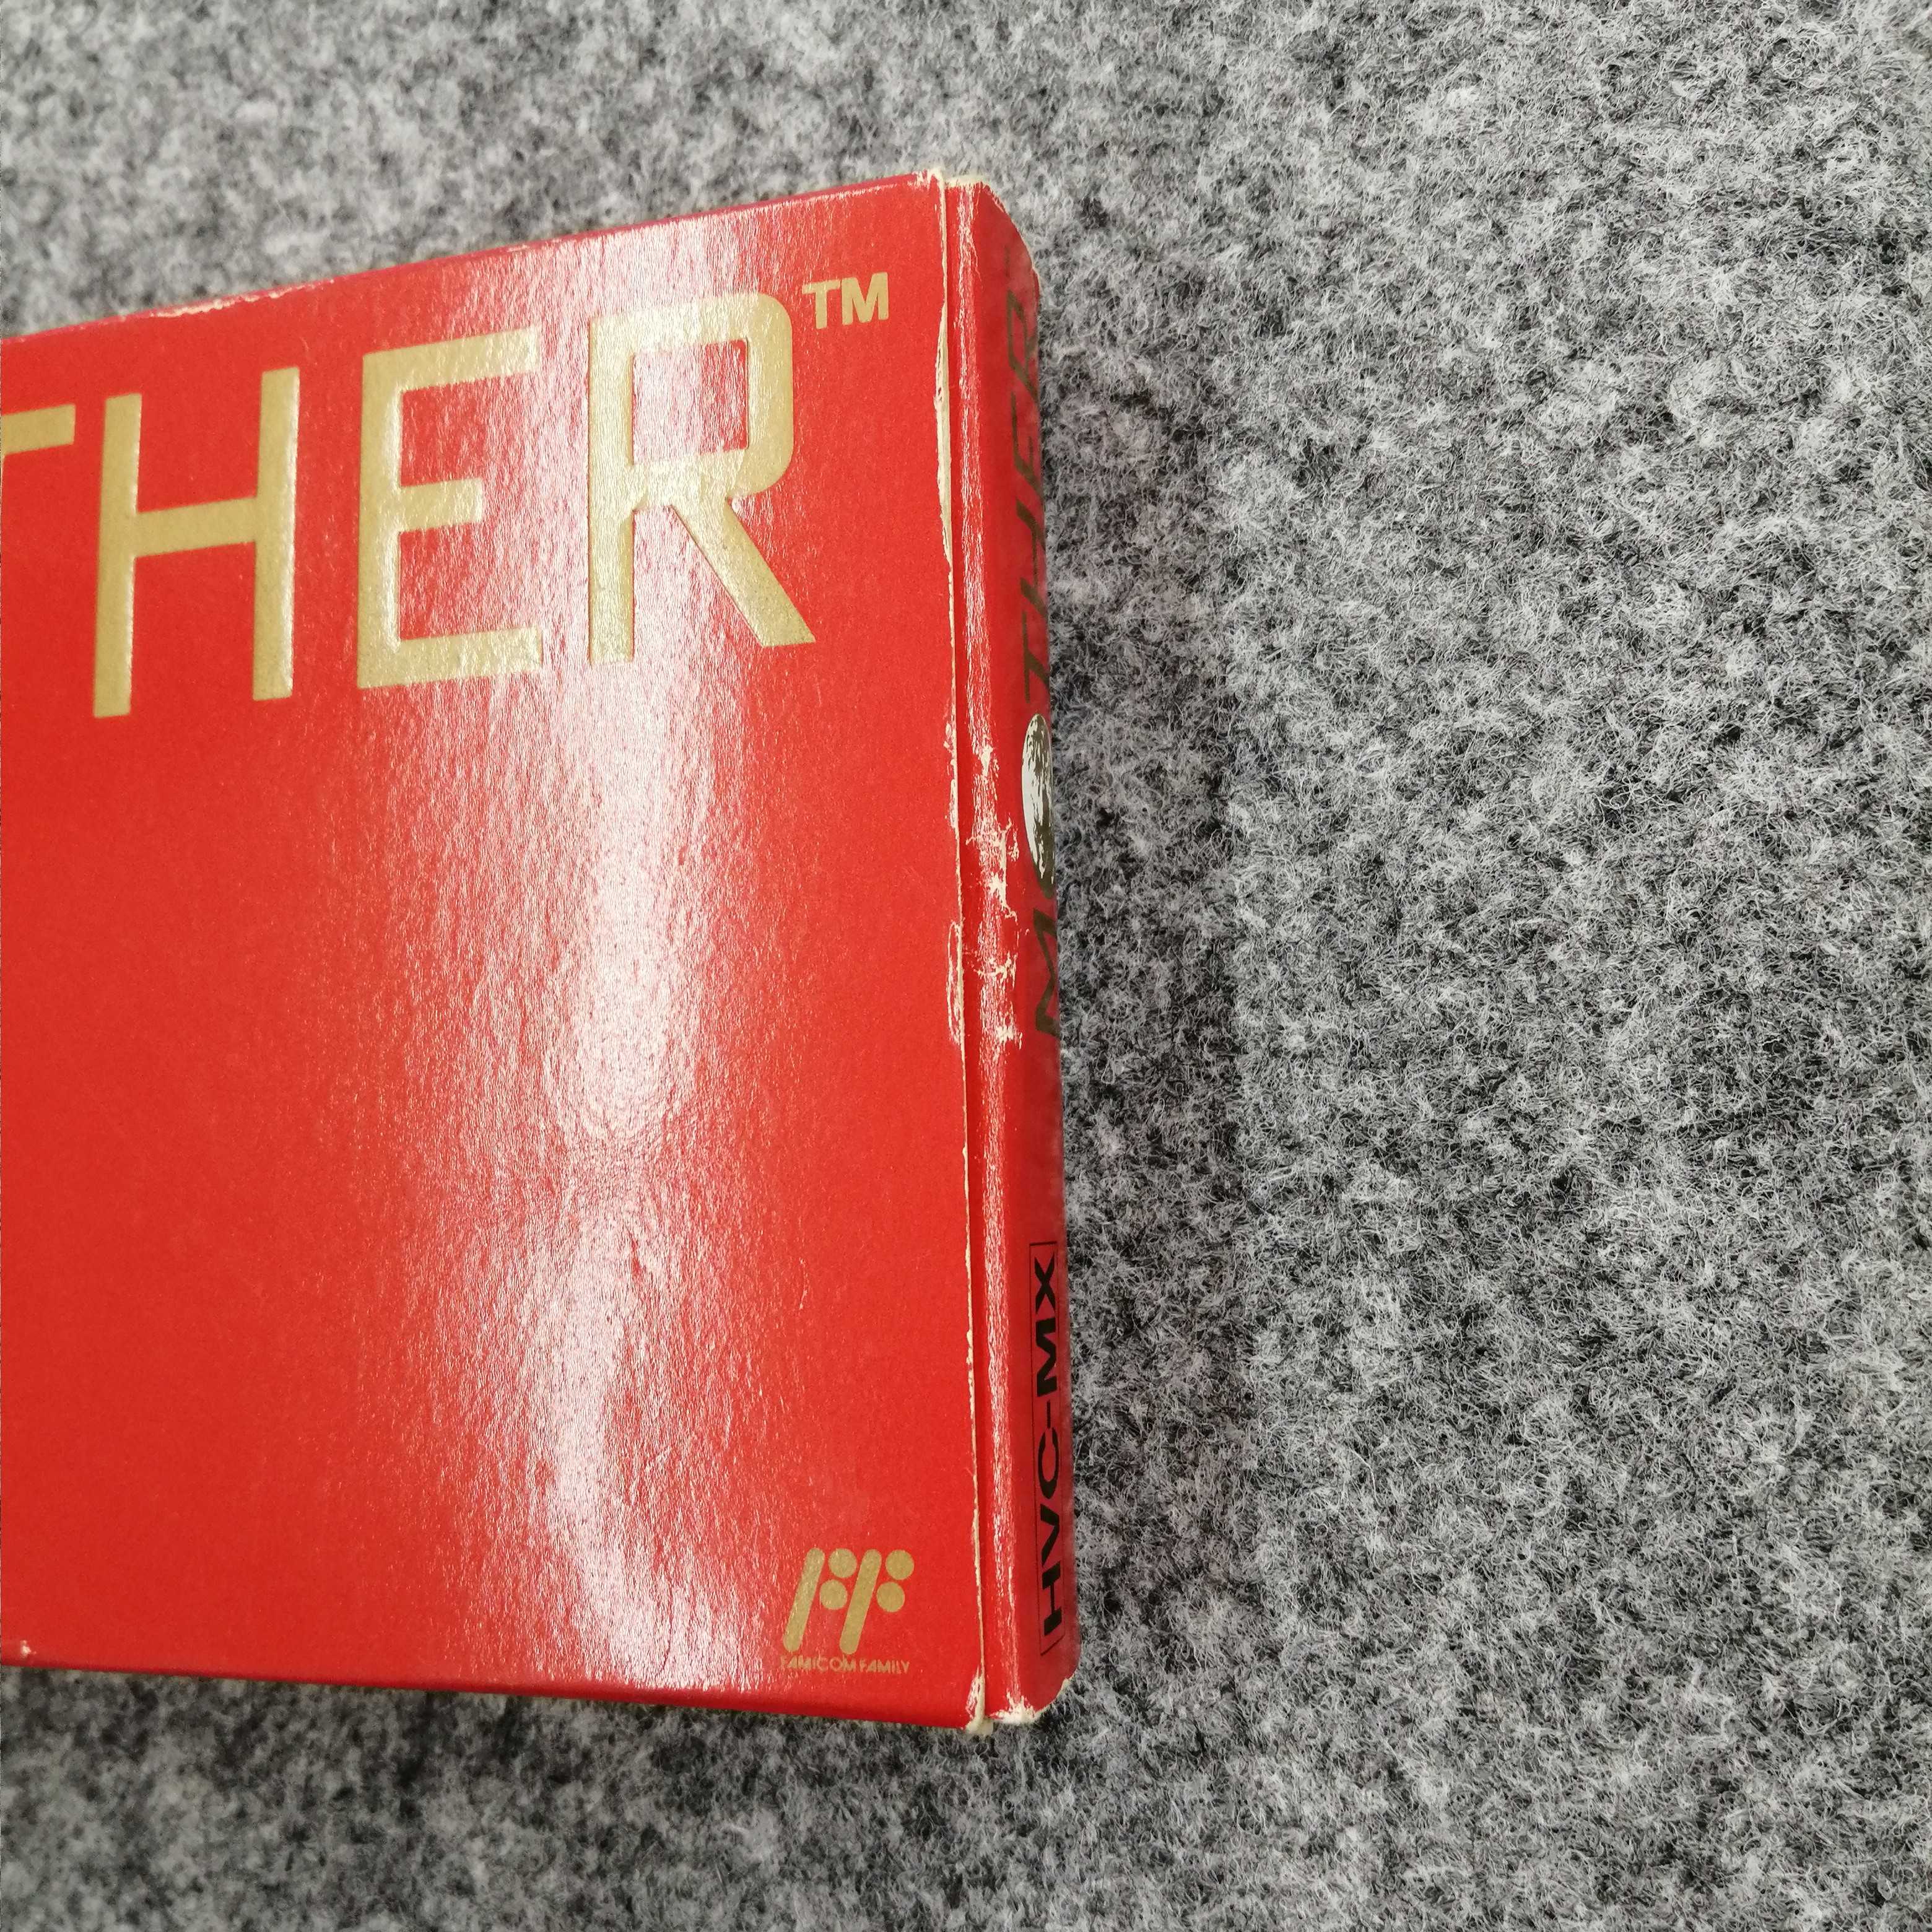 THER™
FAMICOM FAMILY
MOTHER
HVC-MX